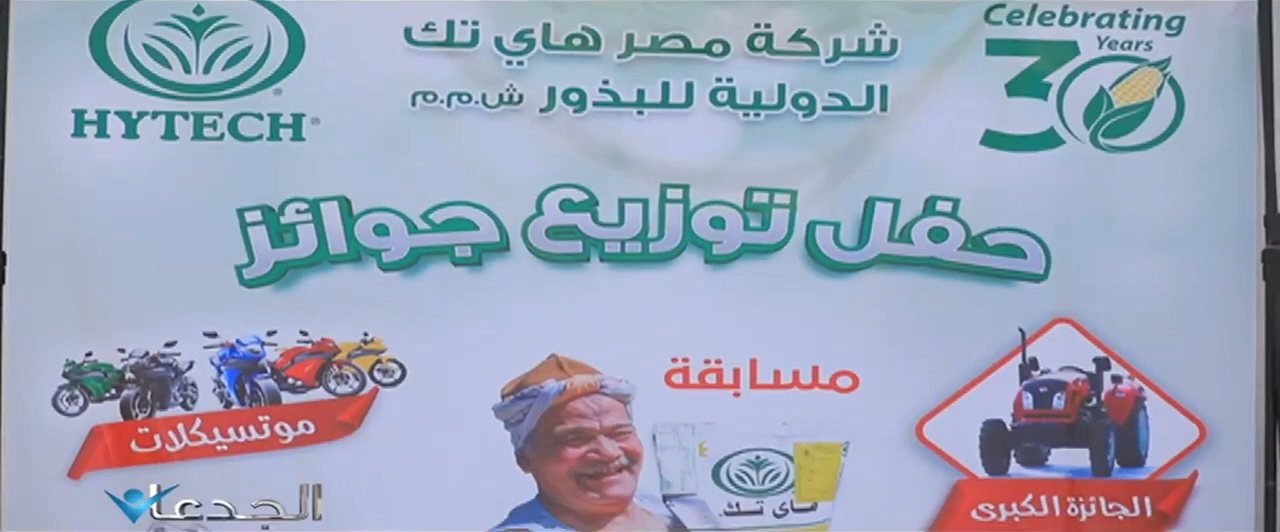 HYTECH
شركة مصر هاي تك
الدولية للبذور ش.م.م
Celebrating
30
Years
حفل توزيع جوائز
مسابقة
موتسيكلات
هاى تك
الجائزة الكبرى
الجدعان